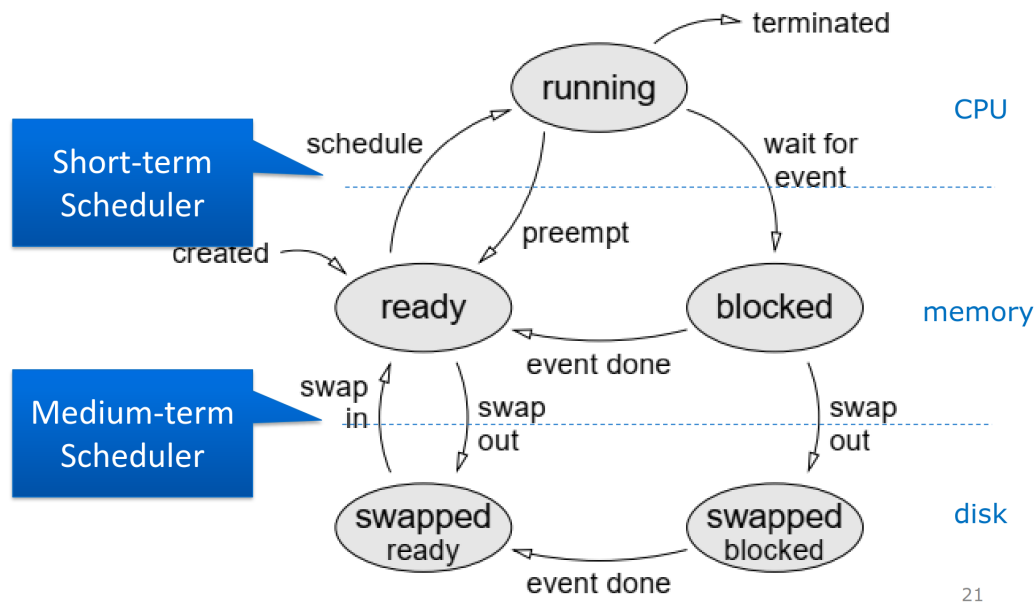 terminated
running
CPU
schedule
wait for
event
Short-term
Scheduler
preempt
created
ready
blocked
memory
event done
swap
in
swap
out
swap
out
Medium-term
Scheduler
swapped
ready
swapped
blocked
disk
event done
21